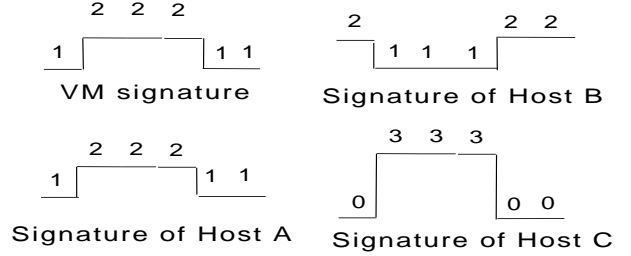 2 2 2
1 1 1
VM signature
2 2 2
1 1 1
Signature of Host B
2 2 2
1 1 1
Signature of Host A
3 3 3
0 0 0
Signature of Host C